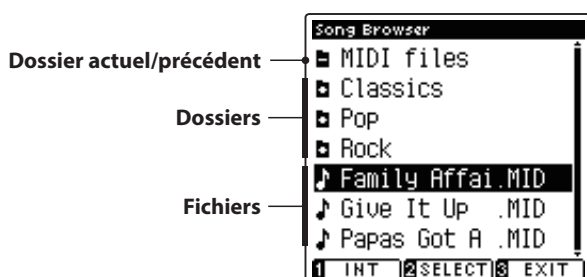 Song Browser
Dossier actuel/précédent
MIDI files
Dossiers
Classics
Pop
Rock
Fichiers
Family Affai.MID
Give It Up .MID
Papas Got A .MID
1 INT 2 SELECT 3 EXIT